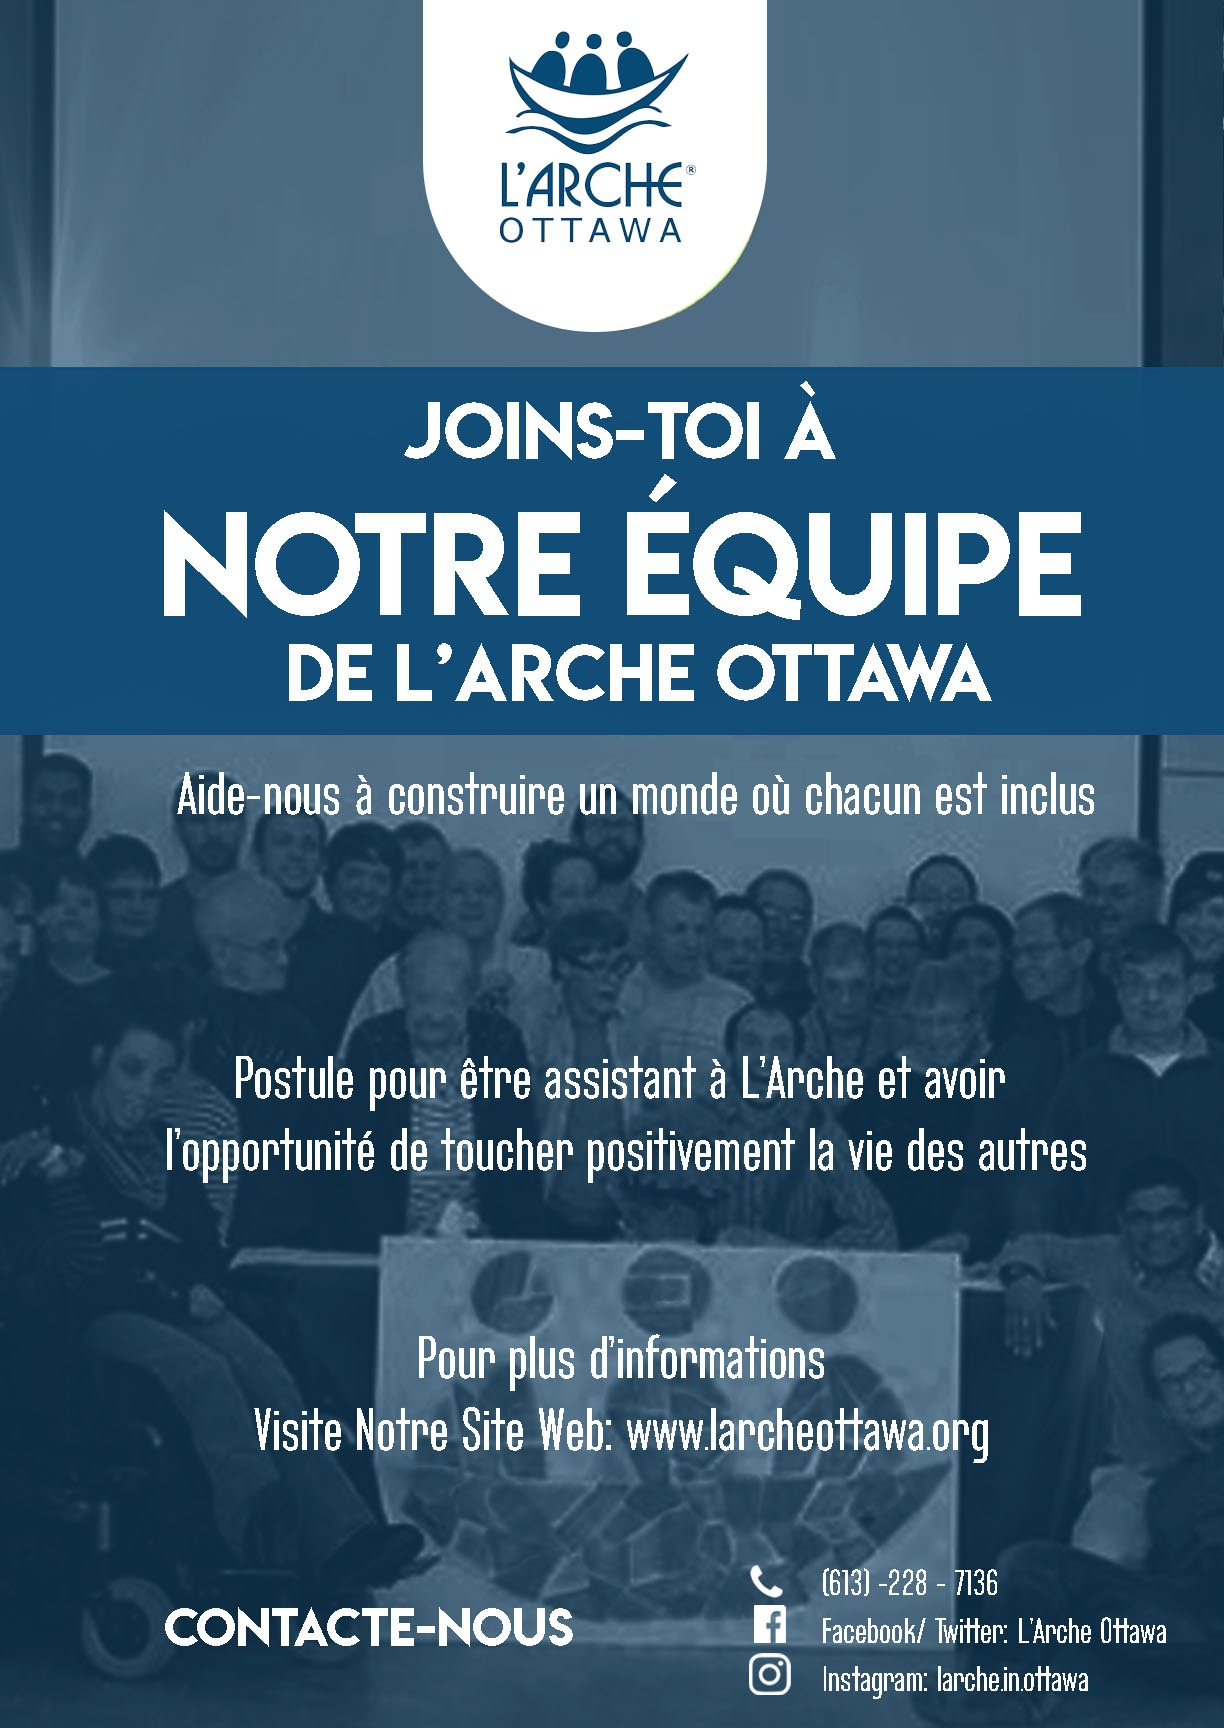 L'ARCHE®
OTTAWA
JOINS-TOI À
NOTRE ÉQUIPE
DE L'ARCHE OTTAWA
Aide-nous à construire un monde où chacun est inclus
Postule pour être assistant à L'Arche et avoir
l'opportunité de toucher positivement la vie des autres
Pour plus d'informations
Visite Notre Site Web: www.larcheottawa.org
CONTACTE-NOUS
(613) -228 - 7136
Facebook/ Twitter: L'Arche Ottawa
Instagram: larche.in.ottawa